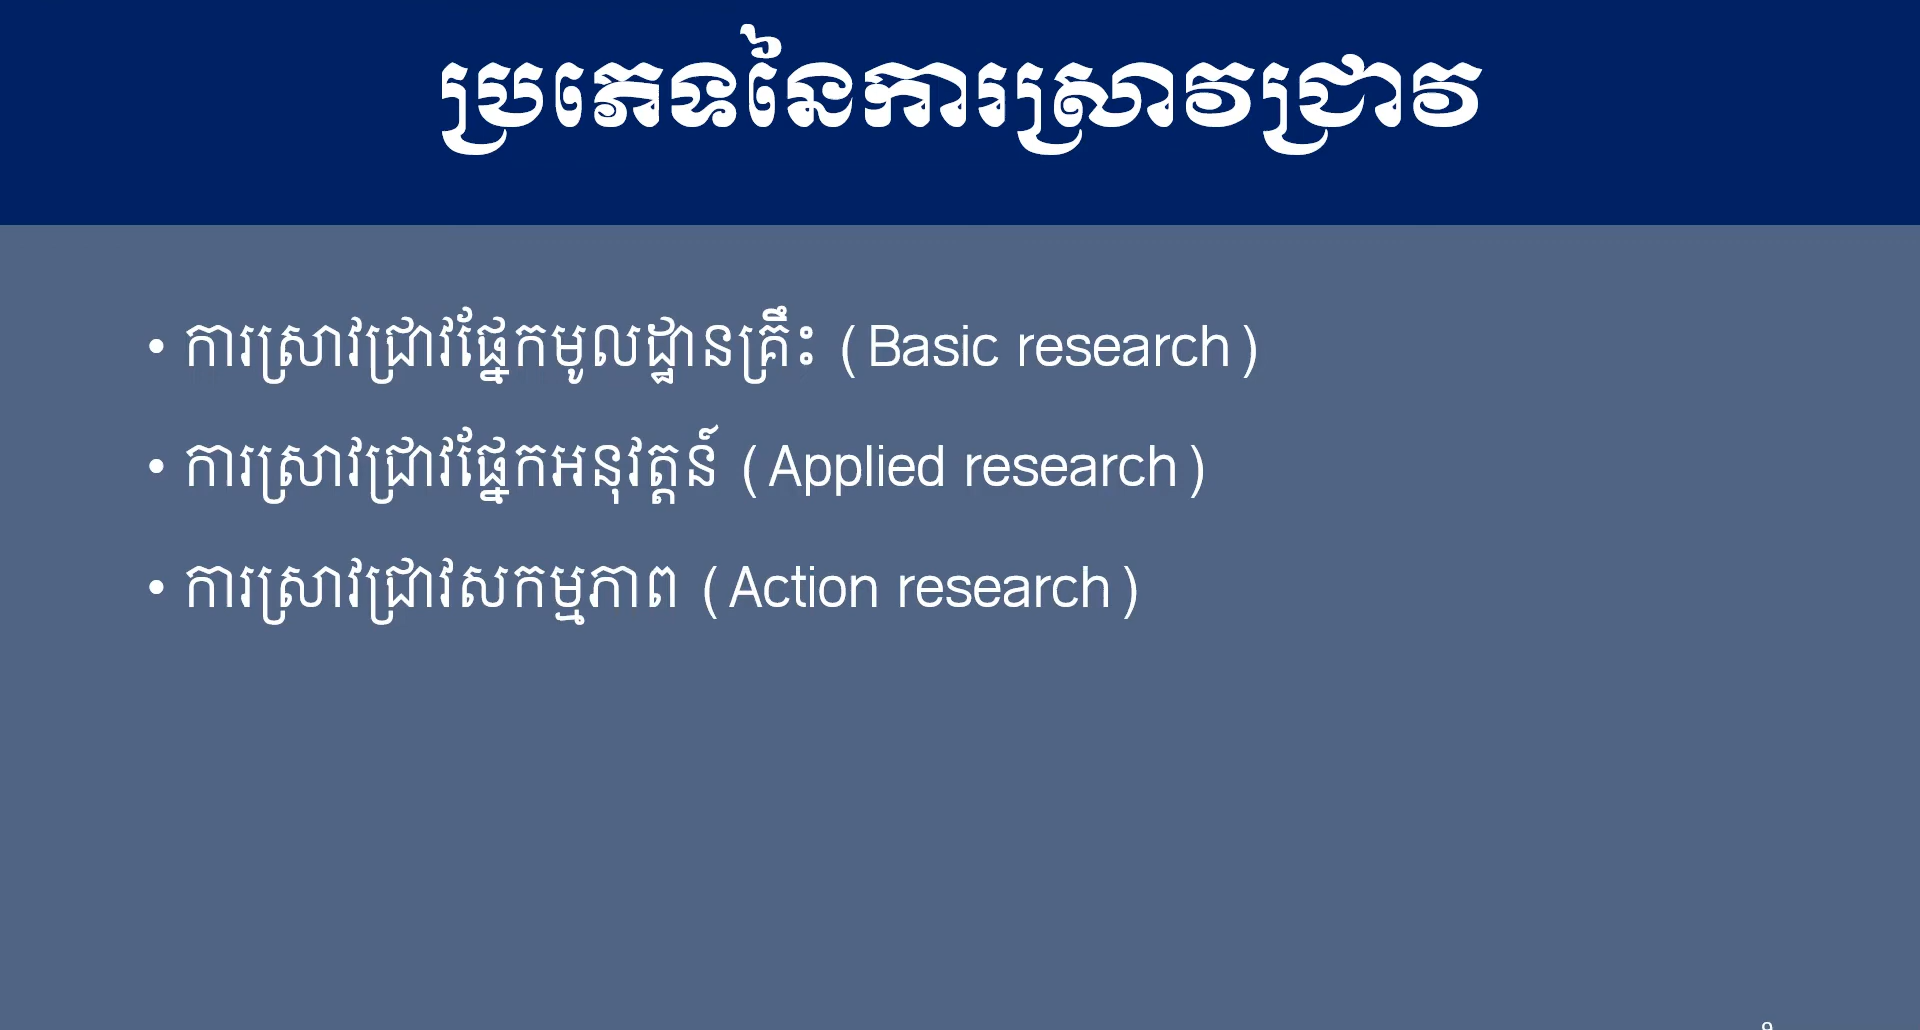 ប្រភេទនៃការស្រាវជ្រាវ
• ការស្រាវជ្រាវផ្នែកមូលដ្ឋានគ្រឹះ (Basic research)
• ការស្រាវជ្រាវផ្នែកអនុវត្តន៍ (Applied research)
• ការស្រាវជ្រាវសកម្មភាព (Action research)